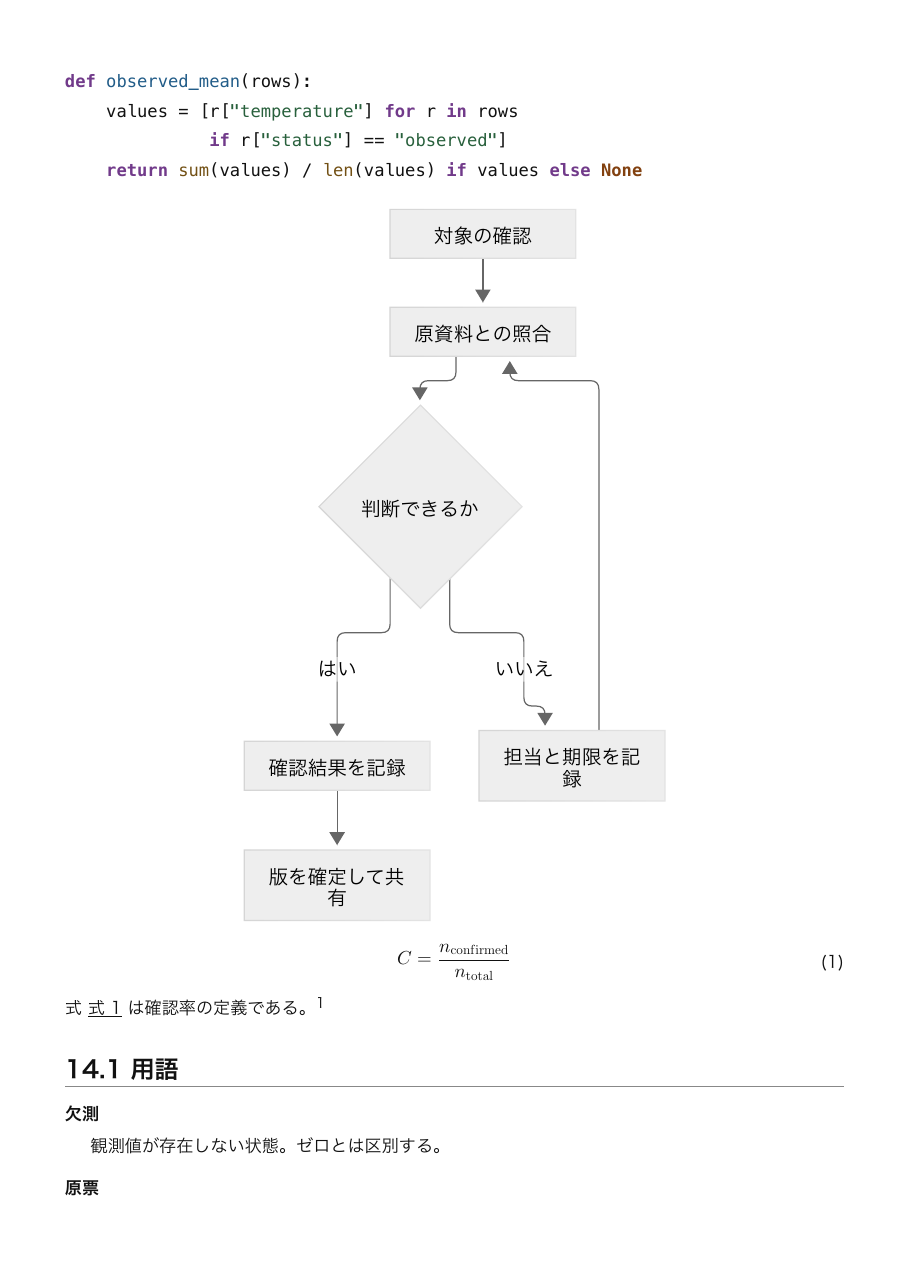 def observed_mean(rows):
    values = [r["temperature"] for r in rows
              if r["status"] == "observed"]
    return sum(values) / len(values) if values else None
対象の確認
原資料との照合
判断できるか
はい
いいえ
確認結果を記録
担当と期限を記
録
版を確定して共
有
C = n_confirmed / n_total (1)
式 式 1 は確認率の定義である。1
14.1 用語
欠測
観測値が存在しない状態。ゼロとは区別する。
原票